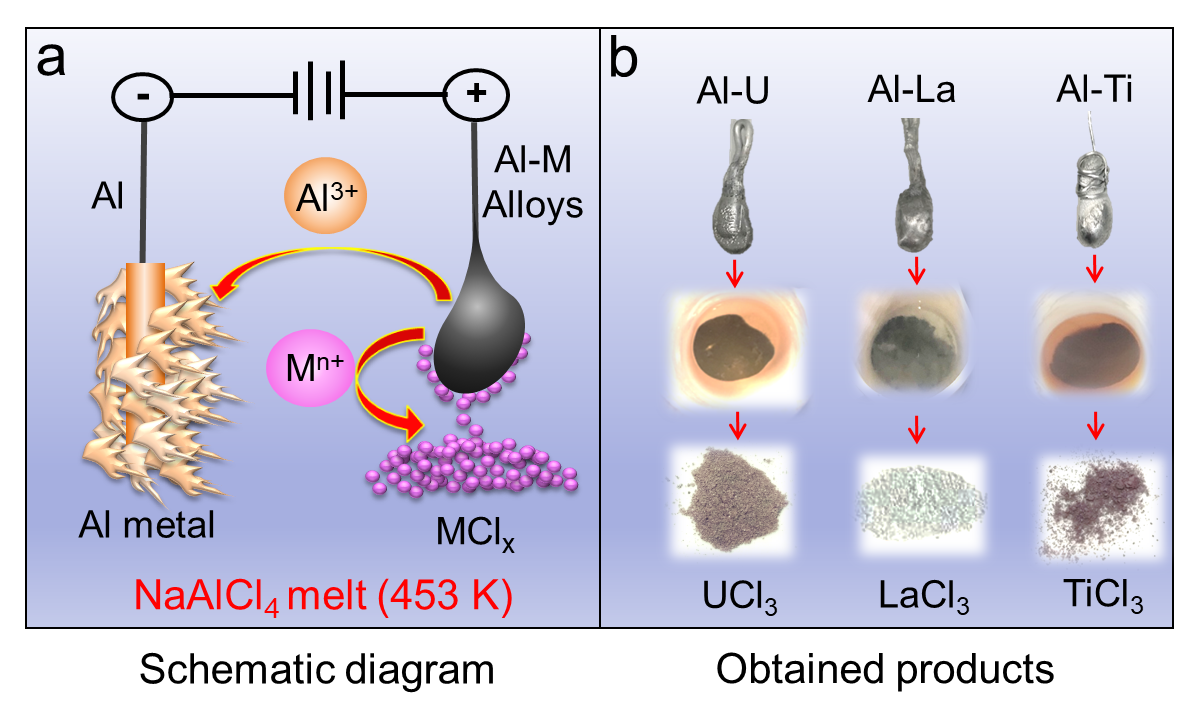 a
-
+
Al
Al³⁺
Al-M
Alloys
Mⁿ⁺
Al metal
MClₓ
NaAlCl₄ melt (453 K)
Schematic diagram
b
Al-U
Al-La
Al-Ti
UCl₃
LaCl₃
TiCl₃
Obtained products